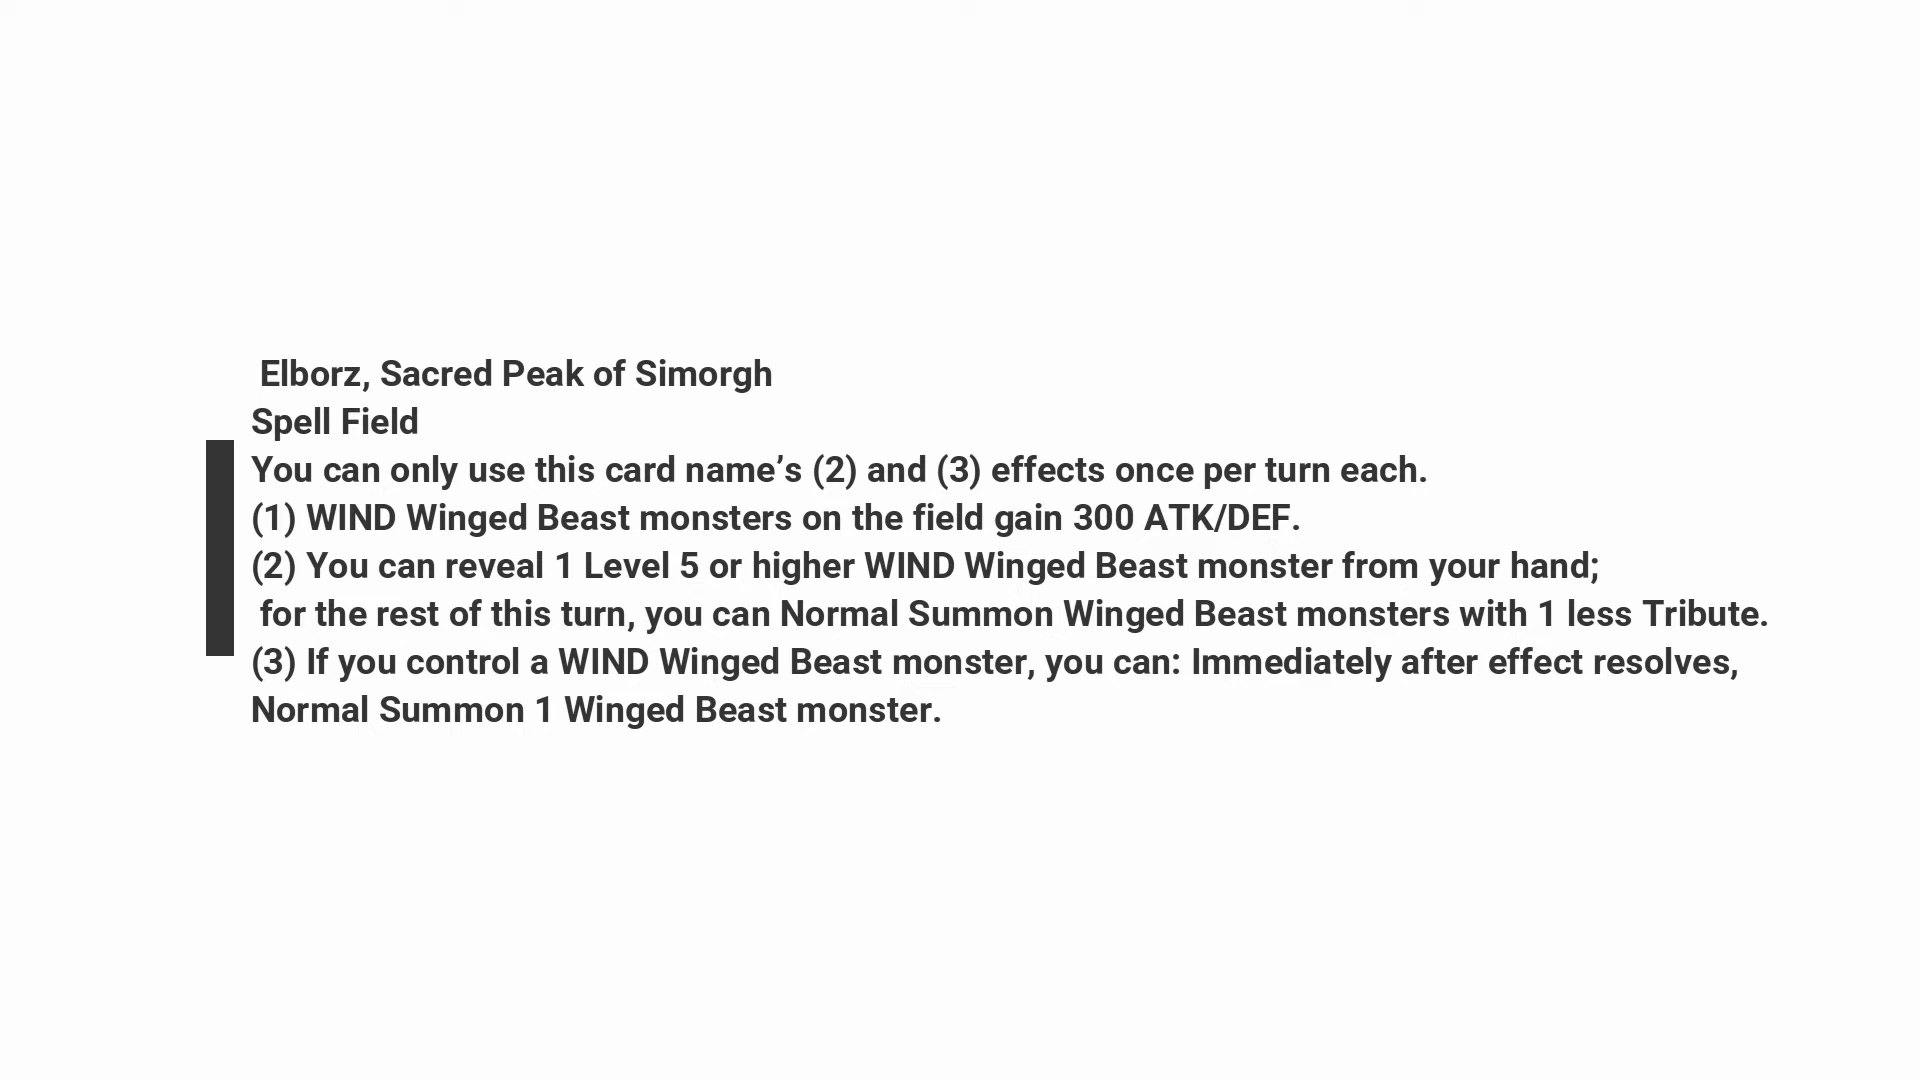 Elborz, Sacred Peak of Simorgh
Spell Field
You can only use this card name’s (2) and (3) effects once per turn each.
(1) WIND Winged Beast monsters on the field gain 300 ATK/DEF.
(2) You can reveal 1 Level 5 or higher WIND Winged Beast monster from your hand;
for the rest of this turn, you can Normal Summon Winged Beast monsters with 1 less Tribute.
(3) If you control a WIND Winged Beast monster, you can: Immediately after effect resolves,
Normal Summon 1 Winged Beast monster.